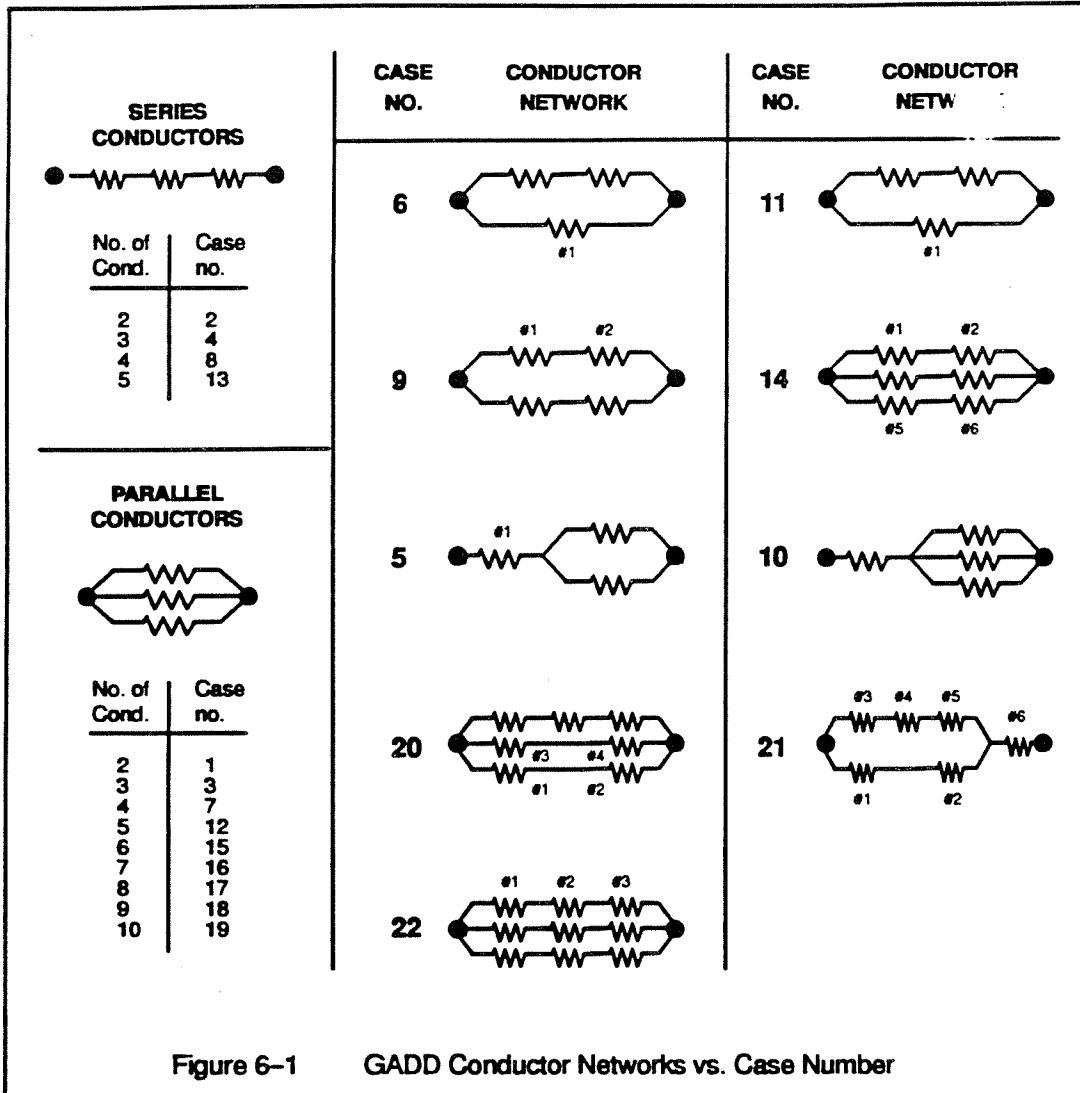 SERIES
CONDUCTORS
No. of Case
Cond. no.
2 2
3 4
4 8
5 13
PARALLEL
CONDUCTORS
No. of Case
Cond. no.
2 1
3 3
4 7
5 12
6 15
7 16
8 17
9 18
10 19
CASE CONDUCTOR
NO. NETWORK
6
#1
#1 #2
9
#1
5
20
#3 #4
#1 #2
#1 #2 #3
22
CASE CONDUCTOR
NO. NETW
11
#1
#1 #2
14
#5 #6
10
#3 #4 #5
#6
21
#1 #2
Figure 6-1 GADD Conductor Networks vs. Case Number